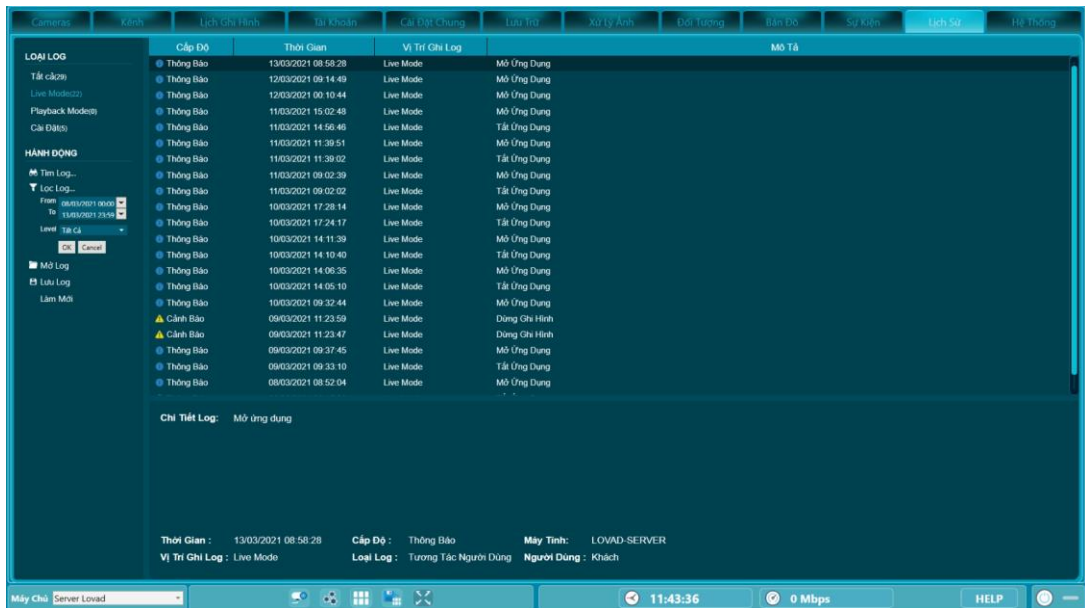 Cameras Kênh Lịch Ghi Hình Tài Khoản Cài Đặt Chung Lưu Trữ Xử Lý Ảnh Đối Tượng Bản Đồ Sự Kiện Lịch Sử Hệ Thống
LOẠI LOG
Tất cả(29)
Live Mode(22)
Playback Mode(0)
Cài Đặt(5)
HÀNH ĐỘNG
Tìm Log...
Lọc Log...
From 08/03/2021 00:00
To 13/03/2021 23:59
Level Tất Cả
OK Cancel
Mở Log
Lưu Log
Làm Mới
Cấp Độ Thời Gian Vị Trí Ghi Log Mô Tả
Thông Báo 13/03/2021 08:58:28 Live Mode Mở Ứng Dụng
Thông Báo 12/03/2021 09:14:49 Live Mode Mở Ứng Dụng
Thông Báo 12/03/2021 00:10:44 Live Mode Mở Ứng Dụng
Thông Báo 11/03/2021 15:02:48 Live Mode Mở Ứng Dụng
Thông Báo 11/03/2021 14:56:46 Live Mode Tắt Ứng Dụng
Thông Báo 11/03/2021 11:39:51 Live Mode Mở Ứng Dụng
Thông Báo 11/03/2021 11:39:02 Live Mode Tắt Ứng Dụng
Thông Báo 11/03/2021 09:02:39 Live Mode Mở Ứng Dụng
Thông Báo 11/03/2021 09:02:02 Live Mode Tắt Ứng Dụng
Thông Báo 10/03/2021 17:28:14 Live Mode Mở Ứng Dụng
Thông Báo 10/03/2021 17:24:17 Live Mode Tắt Ứng Dụng
Thông Báo 10/03/2021 14:11:39 Live Mode Mở Ứng Dụng
Thông Báo 10/03/2021 14:10:40 Live Mode Tắt Ứng Dụng
Thông Báo 10/03/2021 14:06:35 Live Mode Mở Ứng Dụng
Thông Báo 10/03/2021 14:05:10 Live Mode Tắt Ứng Dụng
Thông Báo 10/03/2021 09:32:44 Live Mode Mở Ứng Dụng
Cảnh Báo 09/03/2021 11:23:59 Live Mode Dừng Ghi Hình
Cảnh Báo 09/03/2021 11:23:47 Live Mode Dừng Ghi Hình
Thông Báo 09/03/2021 09:37:45 Live Mode Mở Ứng Dụng
Thông Báo 09/03/2021 09:33:10 Live Mode Tắt Ứng Dụng
Thông Báo 08/03/2021 08:52:04 Live Mode Mở Ứng Dụng
Chi Tiết Log: Mở ứng dụng
Thời Gian : 13/03/2021 08:58:28 Cấp Độ : Thông Báo Máy Tính: LOVAD-SERVER
Vị Trí Ghi Log : Live Mode Loại Log : Tương Tác Người Dùng Người Dùng : Khách
Máy Chủ Server Lovad 11:43:36 0 Mbps HELP